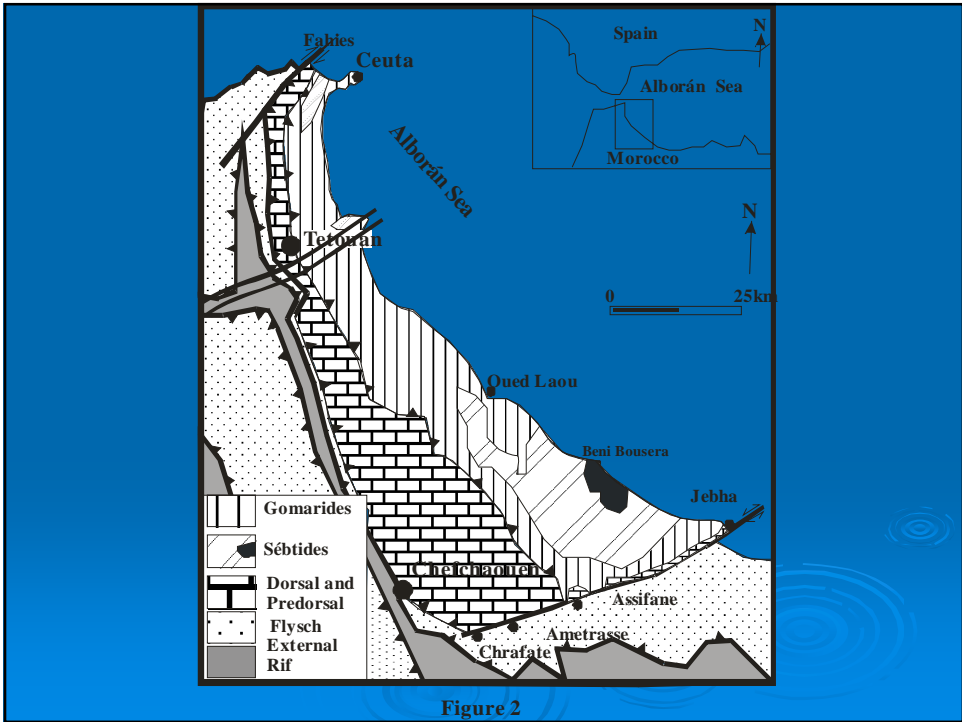 Fahies
Ceuta
Spain
N
Alborán Sea
Morocco
Alborán Sea
N
Tetouan
0 25km
Oued Laou
Beni Bousera
Jebha
Gomarides
Sébtides
Dorsal and
Predorsal
Flysch
External
Rif
Chefchaouen
Assifane
Ametrasse
Chrafate
Figure 2